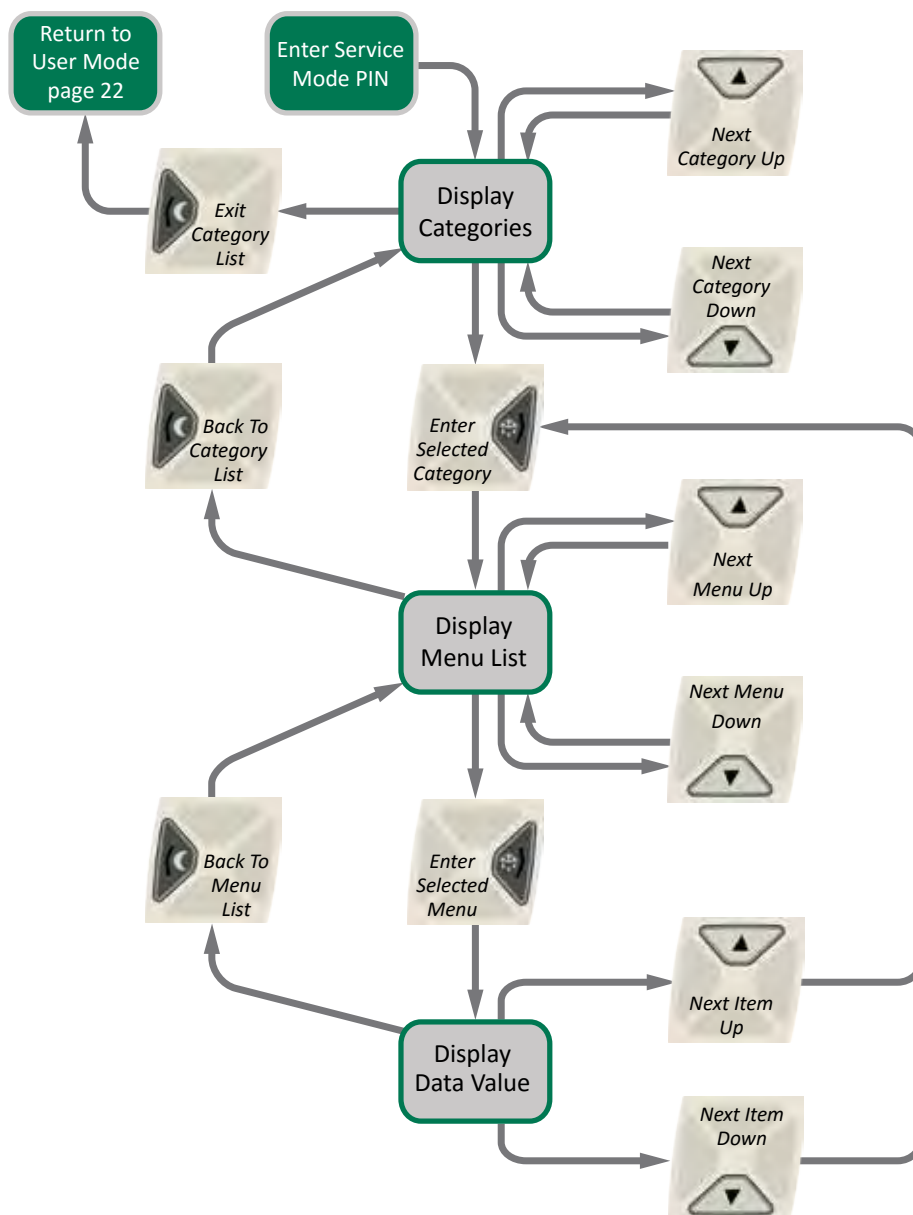 Return to
User Mode
page 22
Enter Service
Mode PIN
Next
Category Up
Display
Categories
Exit
Category
List
Next
Category
Down
Back To
Category
List
Enter
Selected
Category
Next
Menu Up
Display
Menu List
Next Menu
Down
Back To
Menu
List
Enter
Selected
Menu
Next Item
Up
Display
Data Value
Next Item
Down